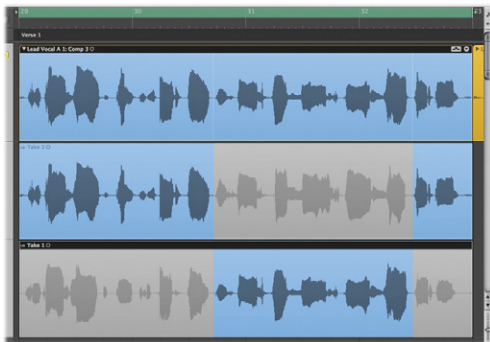 29 30 31 32
Verse 1
Lead Vocal A 1: Comp 3
Take 2
Take 1